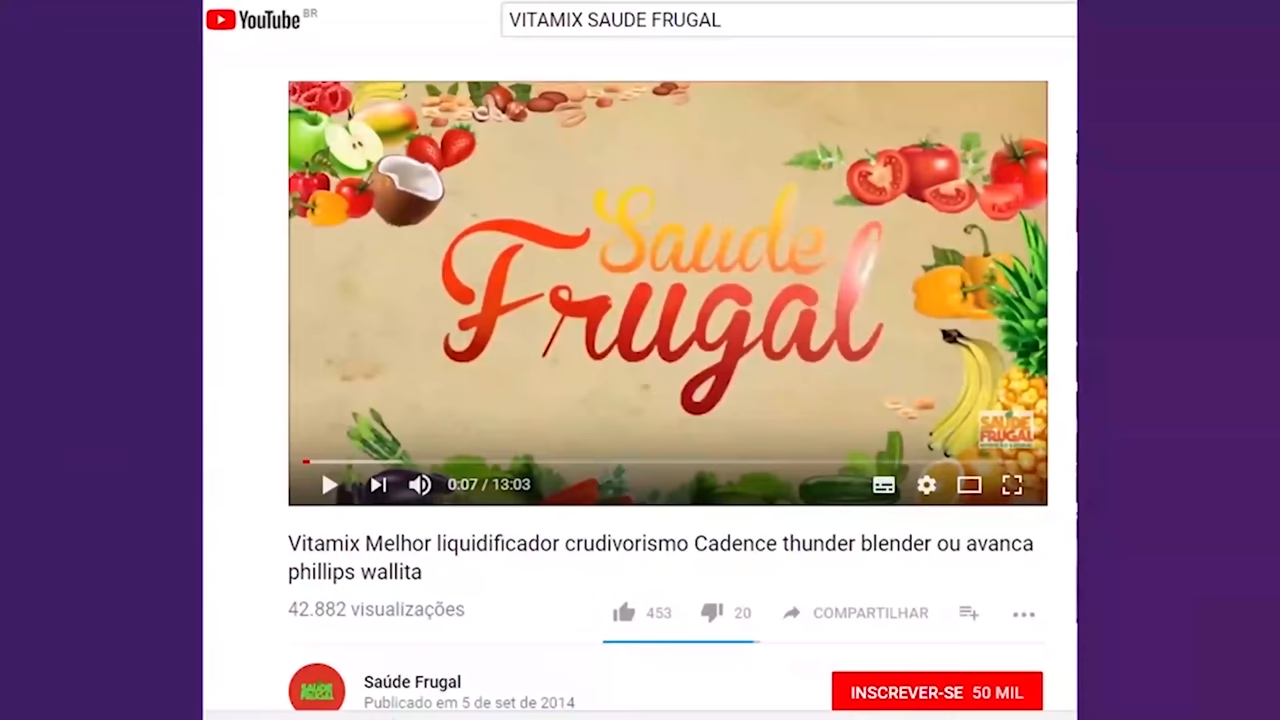 YouTube BR
VITAMIX SAUDE FRUGAL
Saude
Frugal
SAUDE
FRUGAL
0:07 / 13:03
Vitamix Melhor liquidificador crudivorismo Cadence thunder blender ou avanca
phillips wallita
42.882 visualizações
453
20
COMPARTILHAR
SAUDE
FRUGAL
Saúde Frugal
Publicado em 5 de set de 2014
INSCREVER-SE 50 MIL